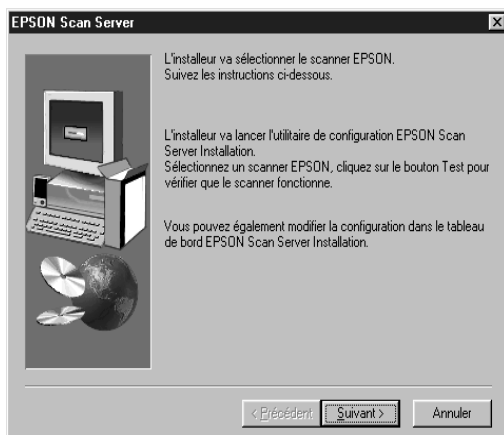 EPSON Scan Server
L'installeur va sélectionner le scanner EPSON.
Suivez les instructions ci-dessous.
L'installeur va lancer l'utilitaire de configuration EPSON Scan
Server Installation.
Sélectionnez un scanner EPSON, cliquez sur le bouton Test pour
vérifier que le scanner fonctionne.
Vous pouvez également modifier la configuration dans le tableau
de bord EPSON Scan Server Installation.
< Précédent
Suivant >
Annuler